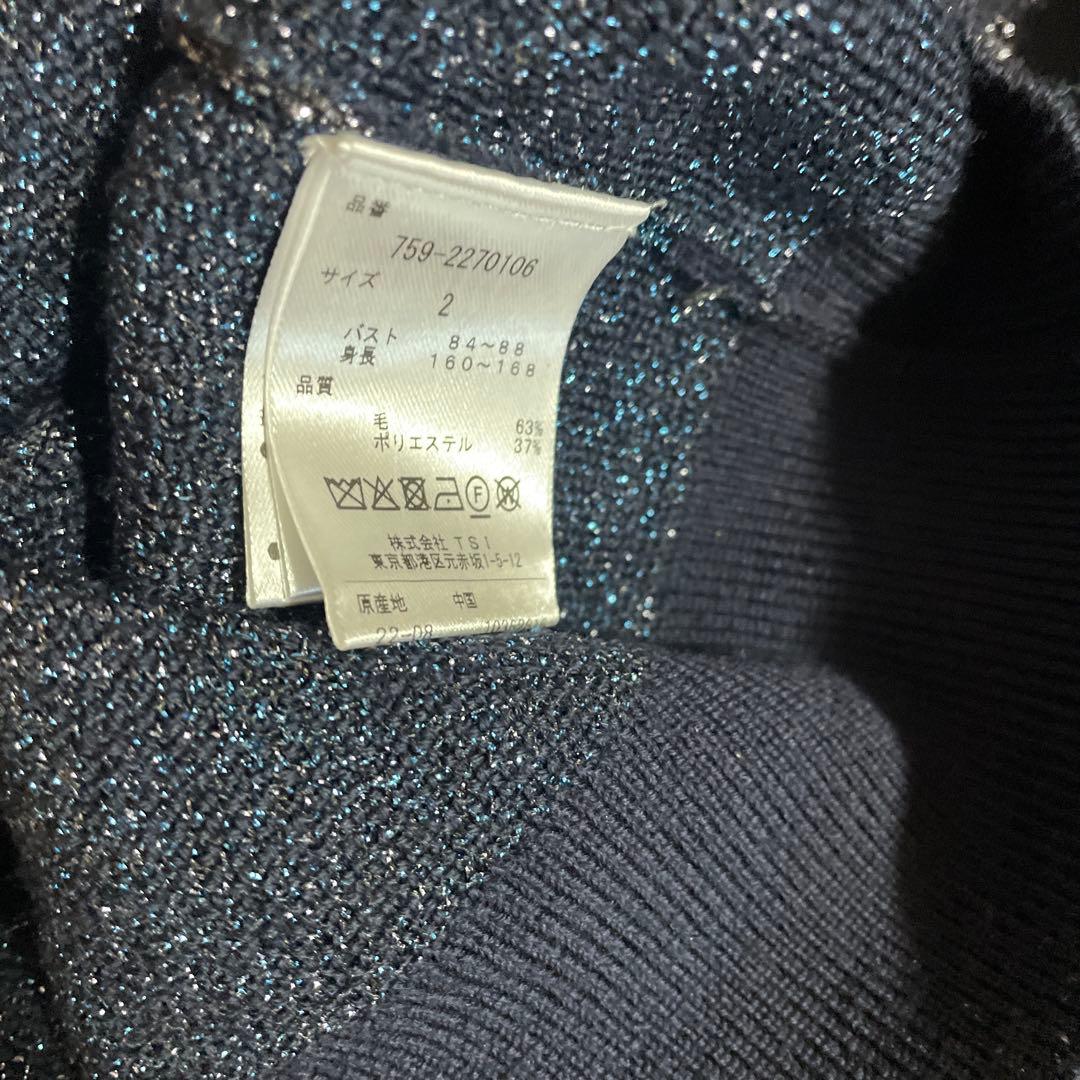 品番
759-2270106
サイズ
2
バスト 84~88
身長 160~168
品質
毛 63%
ポリエステル 37%
F
株式会社TSI
東京都港区元赤坂1-5-12
原産地 中国
22-08